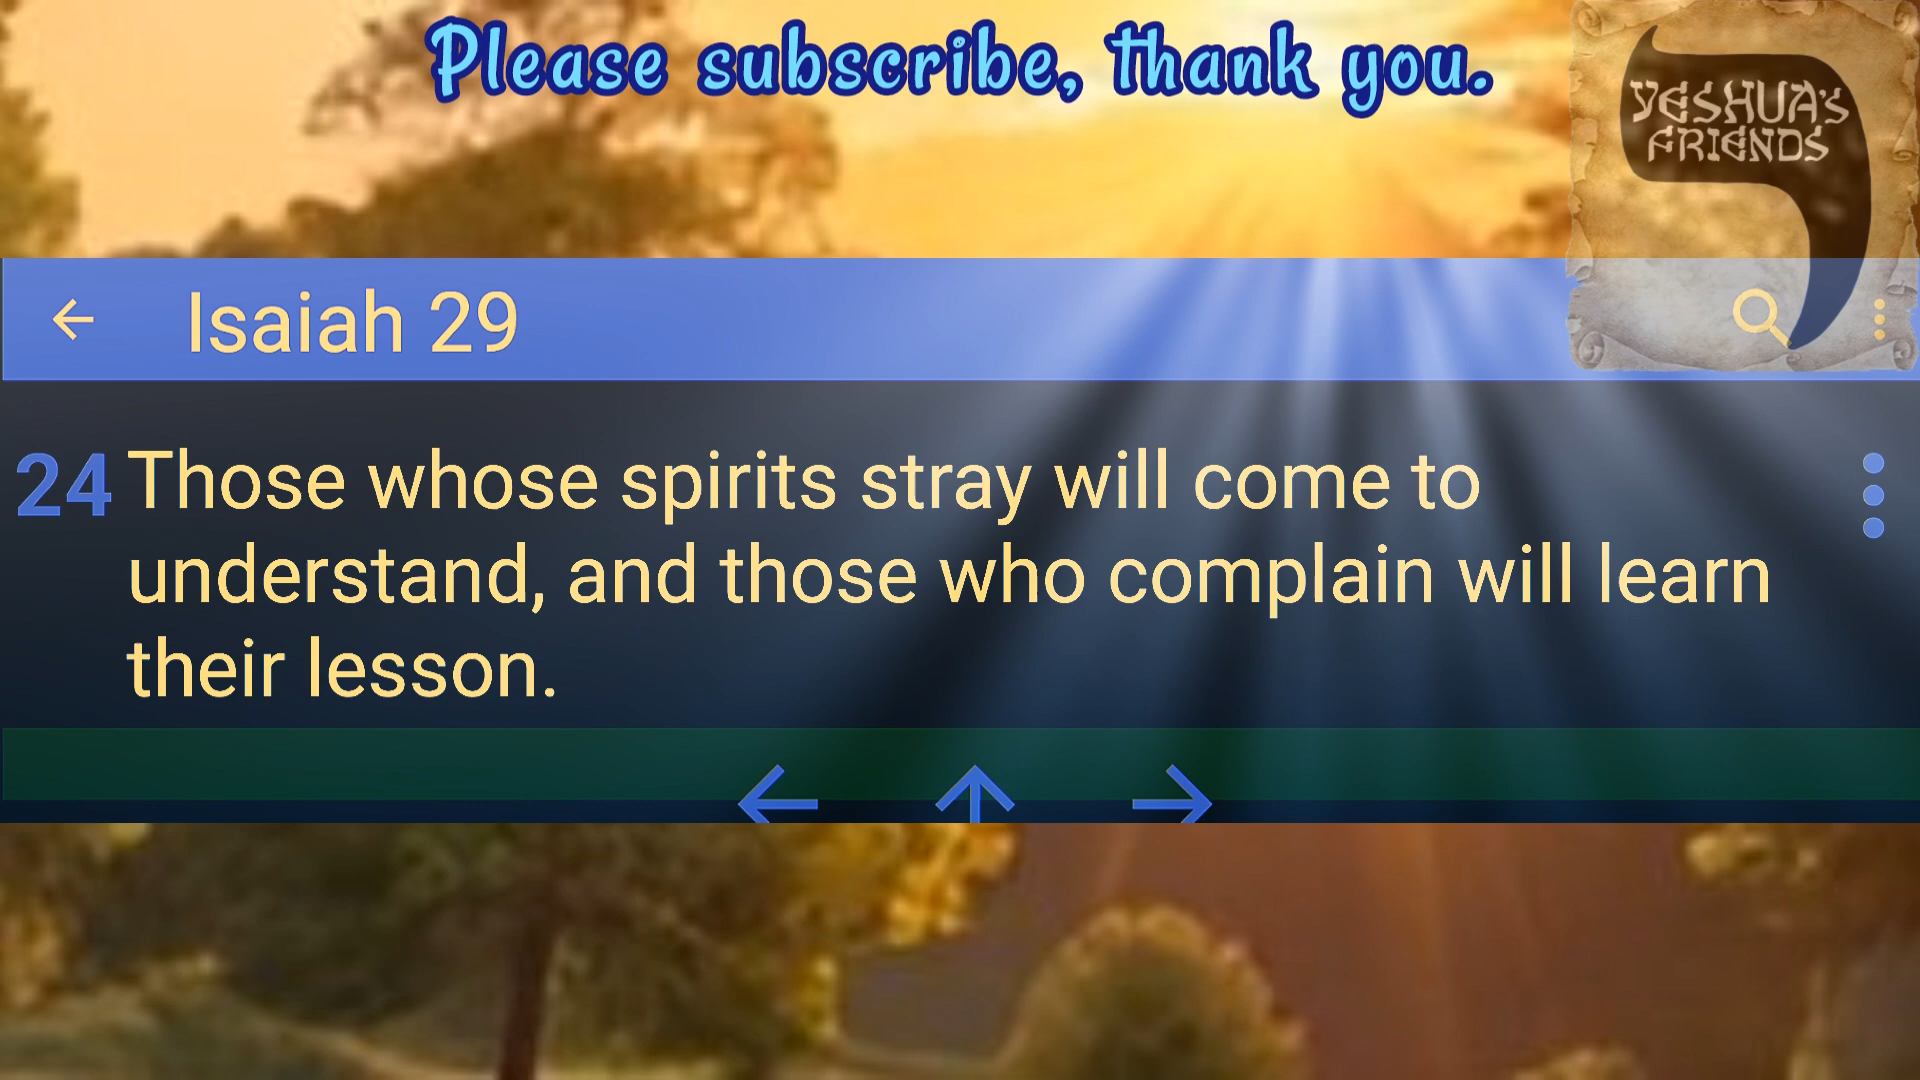 Please subscribe, thank you.
YESHUA'S
FRIENDS
Isaiah 29
24 Those whose spirits stray will come to
understand, and those who complain will learn
their lesson.